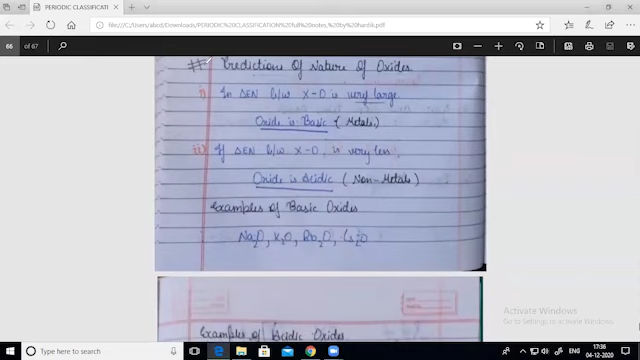 PERIODIC CLASSIFICATI
file:///C:/Users/abcd/Downloads/PERIODIC%20CLASSIFICATION%20full%20notes,%20by%20hardik.pdf
66 of 67
## Predictions Of Nature Of Oxides
i) In ΔEN b/w X-O is very large
Oxide is Basic (Metals)
ii) If ΔEN b/w X-O, is very less
Oxide is Acidic (Non-Metals)
Examples of Basic Oxides
Na2O, K2O, Rb2O, Cs2O
Examples of Acidic Oxides
Activate Windows
Go to Settings to activate Windows.
Type here to search
ENG
17:36
04-12-2020